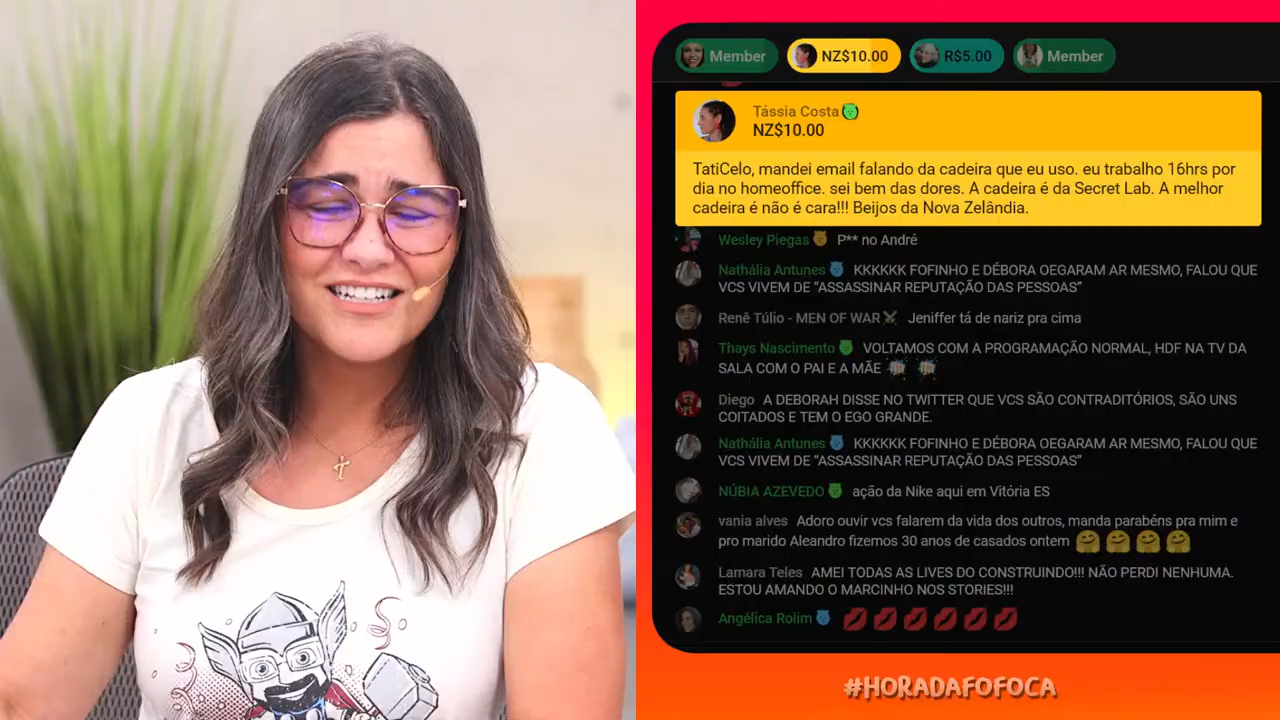 Member
NZ$10.00
R$5.00
Member
Tássia Costa
NZ$10.00
TatiCelo, mandei email falando da cadeira que eu uso. eu trabalho 16hrs por
dia no homeoffice. sei bem das dores. A cadeira é da Secret Lab. A melhor
cadeira é não é cara!!! Beijos da Nova Zelândia.
Wesley Piegas P** no André
Nathália Antunes KKKKKK FOFINHO E DÉBORA OEGARAM AR MESMO, FALOU QUE
VCS VIVEM DE “ASSASSINAR REPUTAÇÃO DAS PESSOAS”
Renê Túlio - MEN OF WAR Jeniffer tá de nariz pra cima
Thays Nascimento VOLTAMOS COM A PROGRAMAÇÃO NORMAL, HDF NA TV DA
SALA COM O PAI E A MÃE
Diego A DEBORAH DISSE NO TWITTER QUE VCS SÃO CONTRADITÓRIOS, SÃO UNS
COITADOS E TEM O EGO GRANDE.
Nathália Antunes KKKKKK FOFINHO E DÉBORA OEGARAM AR MESMO, FALOU QUE
VCS VIVEM DE “ASSASSINAR REPUTAÇÃO DAS PESSOAS”
NÚBIA AZEVEDO ação da Nike aqui em Vitória ES
vania alves Adoro ouvir vcs falarem da vida dos outros, manda parabéns pra mim e
pro marido Aleandro fizemos 30 anos de casados ontem
Lamara Teles AMEI TODAS AS LIVES DO CONSTRUINDO!!! NÃO PERDI NENHUMA.
ESTOU AMANDO O MARCINHO NOS STORIES!!!
Angélica Rolim
#HORADAFOFOCA